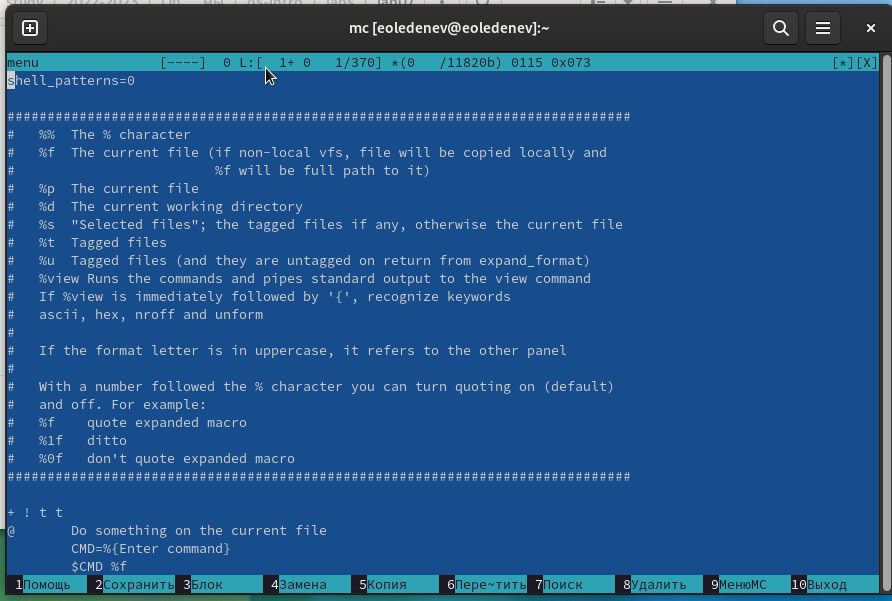 mc [eoledenev@eoledenev]:~
menu                [----]  0 L:[  1+ 0   1/370] *(0   /11820b) 0115 0x073                              [*][X]
shell_patterns=0
##############################################################################
#   %%  The % character
#   %f  The current file (if non-local vfs, file will be copied locally and
#                         %f will be full path to it)
#   %p  The current file
#   %d  The current working directory
#   %s  "Selected files"; the tagged files if any, otherwise the current file
#   %t  Tagged files
#   %u  Tagged files (and they are untagged on return from expand_format)
#   %view Runs the commands and pipes standard output to the view command
#   If %view is immediately followed by '{', recognize keywords
#   ascii, hex, nroff and unform
#
#   If the format letter is in uppercase, it refers to the other panel
#
#   With a number followed the % character you can turn quoting on (default)
#   and off. For example:
#   %f    quote expanded macro
#   %1f   ditto
#   %0f   don't quote expanded macro
##############################################################################
+ ! t t
@       Do something on the current file
        CMD=%{Enter command}
        $CMD %f
1Помощь 2Сохранить 3Блок 4Замена 5Копия 6Пере~тить 7Поиск 8Удалить 9МенюМС 10Выход